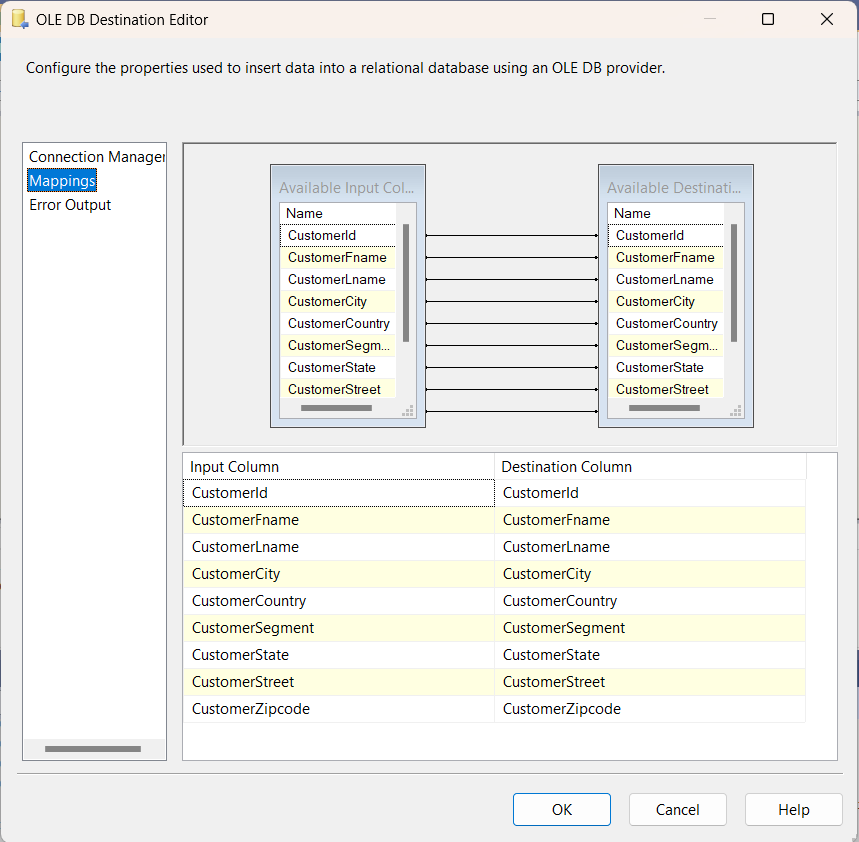 OLE DB Destination Editor
Configure the properties used to insert data into a relational database using an OLE DB provider.
Connection Manager
Mappings
Error Output
Available Input Col...
Name
CustomerId
CustomerFname
CustomerLname
CustomerCity
CustomerCountry
CustomerSegm...
CustomerState
CustomerStreet
Available Destinati...
Name
CustomerId
CustomerFname
CustomerLname
CustomerCity
CustomerCountry
CustomerSegm...
CustomerState
CustomerStreet
Input Column Destination Column
CustomerId CustomerId
CustomerFname CustomerFname
CustomerLname CustomerLname
CustomerCity CustomerCity
CustomerCountry CustomerCountry
CustomerSegment CustomerSegment
CustomerState CustomerState
CustomerStreet CustomerStreet
CustomerZipcode CustomerZipcode
OK Cancel Help